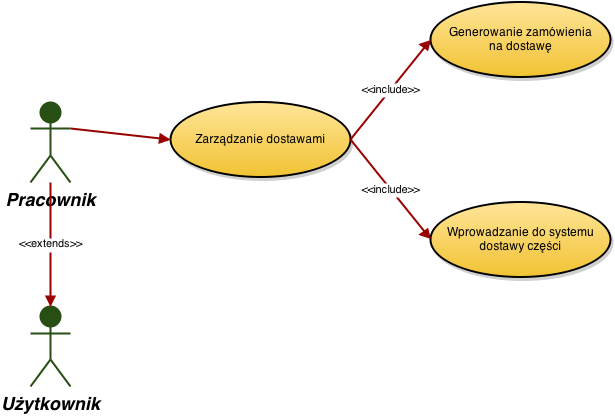 Generowanie zamówienia
na dostawę
<<include>>
Zarządzanie dostawami
Pracownik
<<include>>
Wprowadzanie do systemu
dostawy części
<<extends>>
Użytkownik